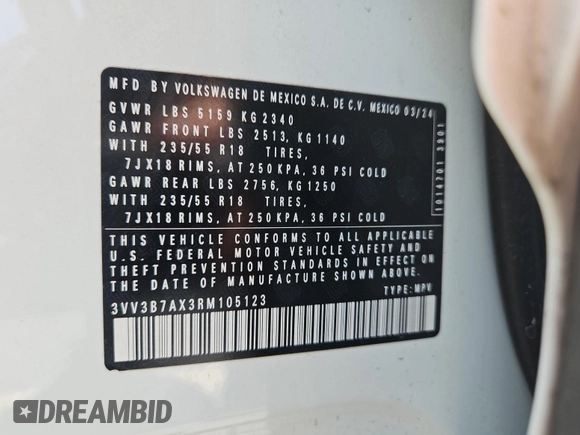 MFD BY VOLKSWAGEN DE MEXICO S.A. DE C.V. MEXICO 03/24
GVWR LBS 5159 KG 2340
GAWR FRONT LBS 2513, KG 1140
WITH 235/55 R18 TIRES,
7JX18 RIMS, AT 250 KPA, 36 PSI COLD
GAWR REAR LBS 2756, KG 1250
WITH 235/55 R18 TIRES,
7JX18 RIMS, AT 250 KPA, 36 PSI COLD
THIS VEHICLE CONFORMS TO ALL APPLICABLE
U.S. FEDERAL MOTOR VEHICLE SAFETY AND
THEFT PREVENTION STANDARDS IN EFFECT ON THE
DATE OF MANUFACTURE SHOWN ABOVE.
3VV3B7AX3RM105123 TYPE: MPV
1014701 3901
DREAMBID